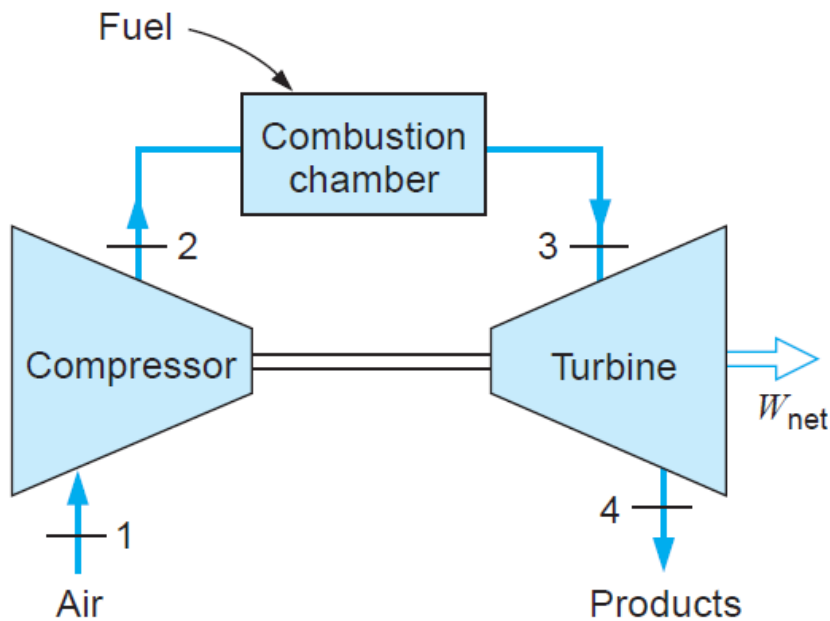 Fuel
Combustion
chamber
2
3
Compressor
Turbine
W_net
1
4
Air
Products